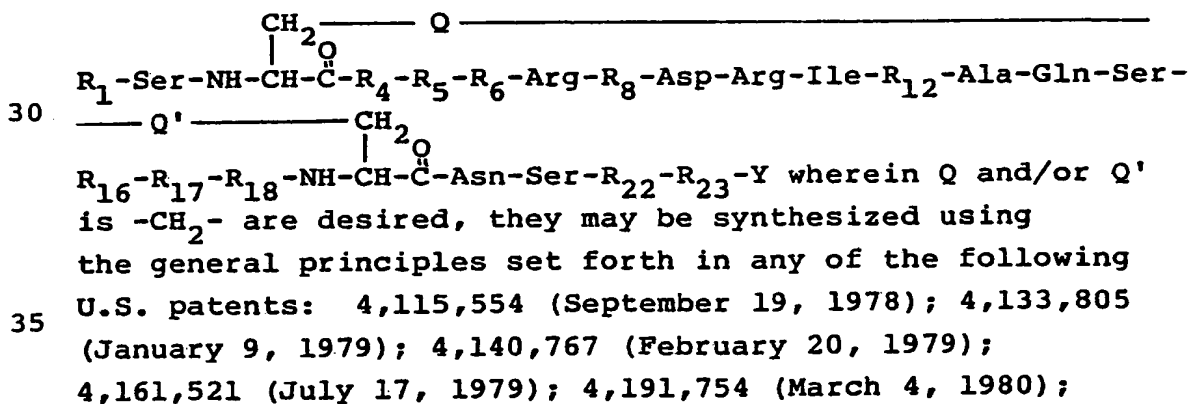 CH2 Q
O
R1-Ser-NH-CH-C-R4-R5-R6-Arg-R8-Asp-Arg-Ile-R12-Ala-Gln-Ser-
30
Q' CH2
O
R16-R17-R18-NH-CH-C-Asn-Ser-R22-R23-Y wherein Q and/or Q'
is -CH2- are desired, they may be synthesized using
the general principles set forth in any of the following
35 U.S. patents: 4,115,554 (September 19, 1978); 4,133,805
(January 9, 1979); 4,140,767 (February 20, 1979);
4,161,521 (July 17, 1979); 4,191,754 (March 4, 1980);